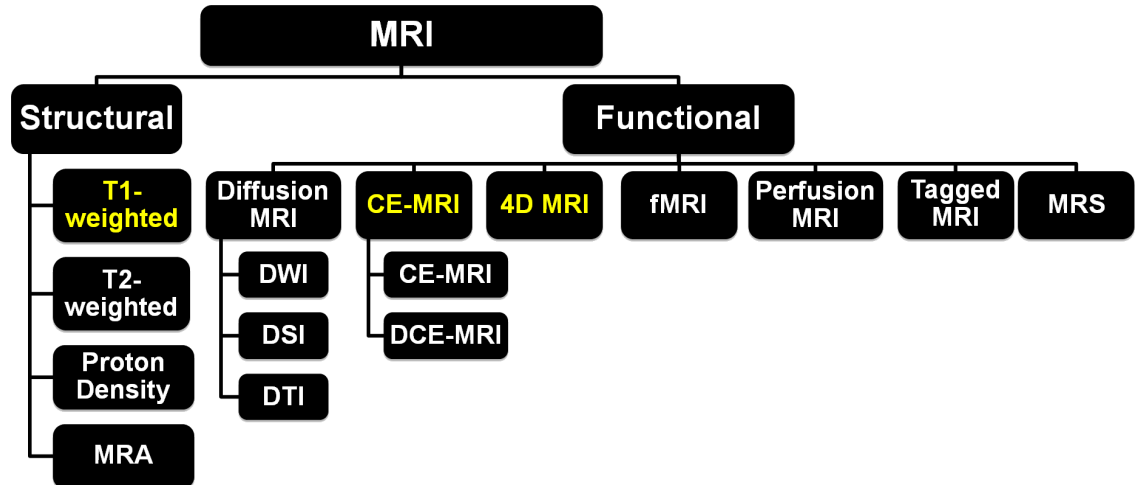 MRI
Structural
Functional
T1-
weighted
T2-
weighted
Proton
Density
MRA
Diffusion
MRI
DWI
DSI
DTI
CE-MRI
CE-MRI
DCE-MRI
4D MRI
fMRI
Perfusion
MRI
Tagged
MRI
MRS